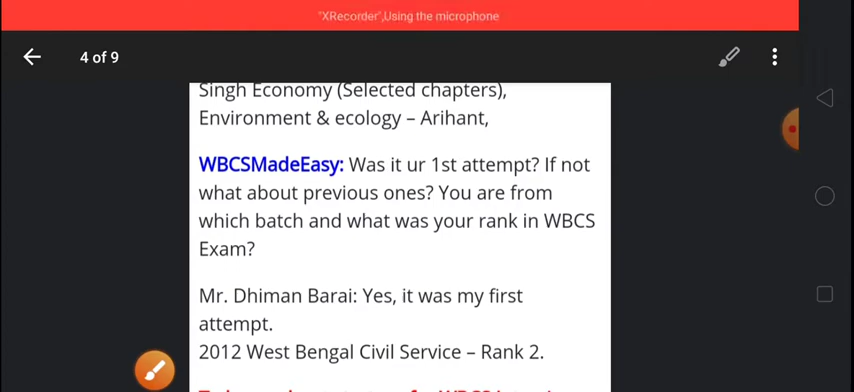 "XRecorder",Using the microphone
4 of 9
Singh Economy (Selected chapters),
Environment & ecology – Arihant,
WBCSMadeEasy: Was it ur 1st attempt? If not
what about previous ones? You are from
which batch and what was your rank in WBCS
Exam?
Mr. Dhiman Barai: Yes, it was my first
attempt.
2012 West Bengal Civil Service – Rank 2.